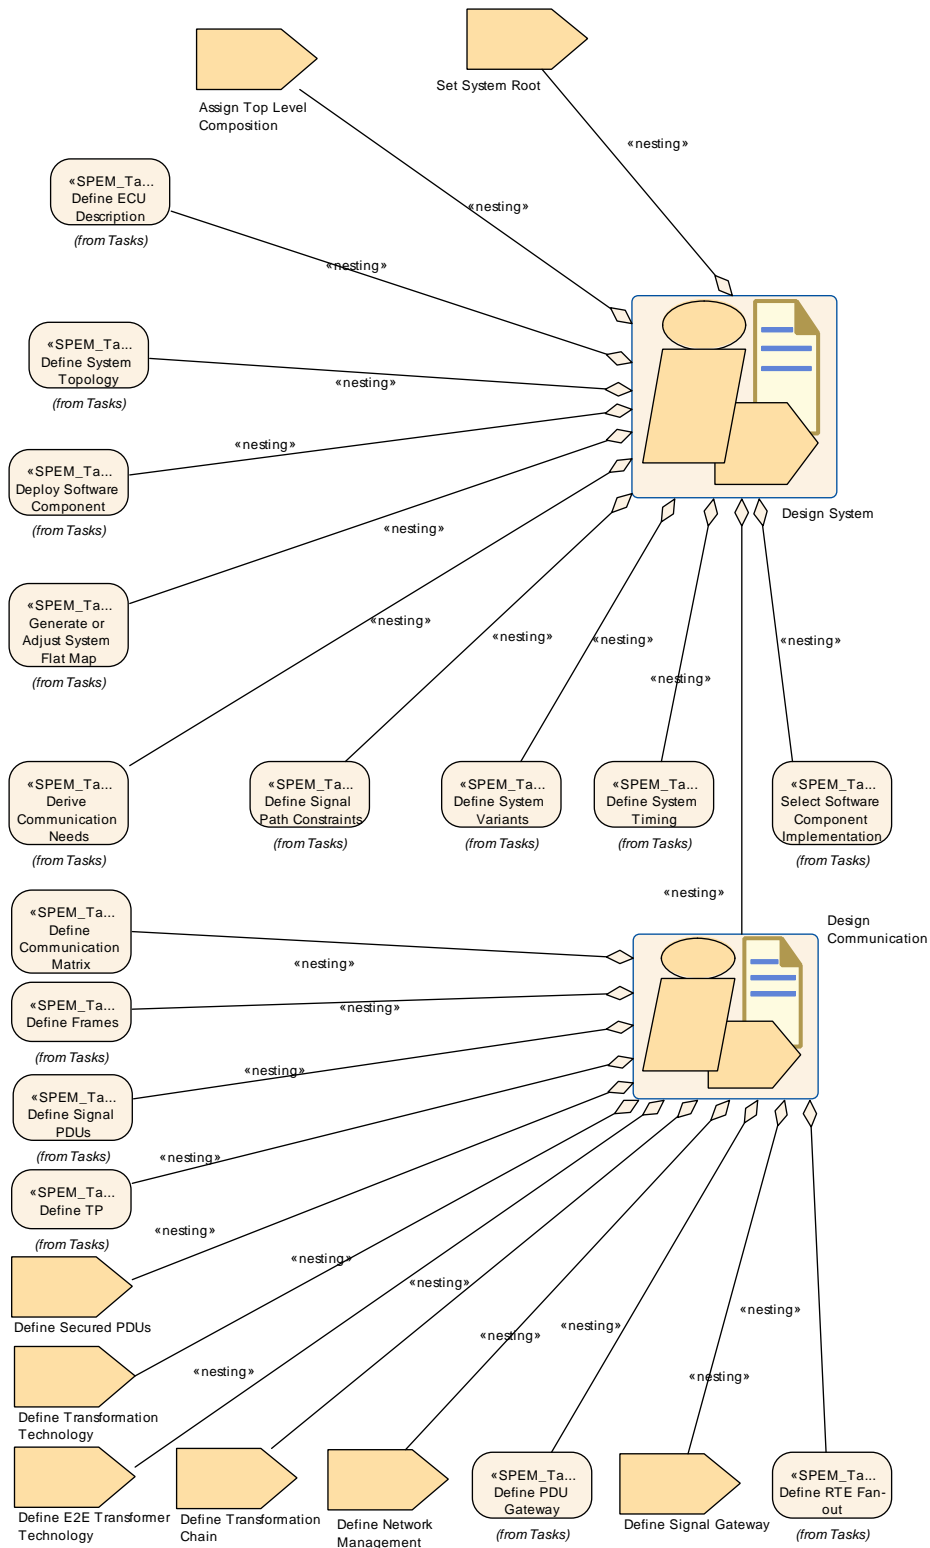 Set System Root
Assign Top Level
Composition
«nesting»
«SPEM_Ta...
Define ECU
Description
(from Tasks)
«nesting»
«nesting»
«SPEM_Ta...
Define System
Topology
(from Tasks)
«nesting»
«nesting»
«SPEM_Ta...
Deploy Software
Component
(from Tasks)
Design System
«nesting»
«SPEM_Ta...
Generate or
Adjust System
Flat Map
(from Tasks)
«nesting»
«nesting»
«nesting»
«nesting»
«nesting»
«SPEM_Ta...
Derive
Communication
Needs
(from Tasks)
«SPEM_Ta...
Define Signal
Path Constraints
(from Tasks)
«SPEM_Ta...
Define System
Variants
(from Tasks)
«SPEM_Ta...
Define System
Timing
(from Tasks)
«SPEM_Ta...
Select Software
Component
Implementation
(from Tasks)
«nesting»
Design
Communication
«SPEM_Ta...
Define
Communication
Matrix
«nesting»
«SPEM_Ta...
Define Frames
(from Tasks)
«nesting»
«SPEM_Ta...
Define Signal
PDUs
(from Tasks)
«nesting»
«SPEM_Ta...
Define TP
(from Tasks)
«nesting»
«nesting»
Define Secured PDUs
«nesting»
«nesting»
«nesting»
«nesting»
«nesting»
«nesting»
«nesting»
Define Transformation
Technology
Define E2E Transformer
Technology
Define Transformation
Chain
Define Network
Management
«SPEM_Ta...
Define PDU
Gateway
(from Tasks)
Define Signal Gateway
«SPEM_Ta...
Define RTE Fan-
out
(from Tasks)